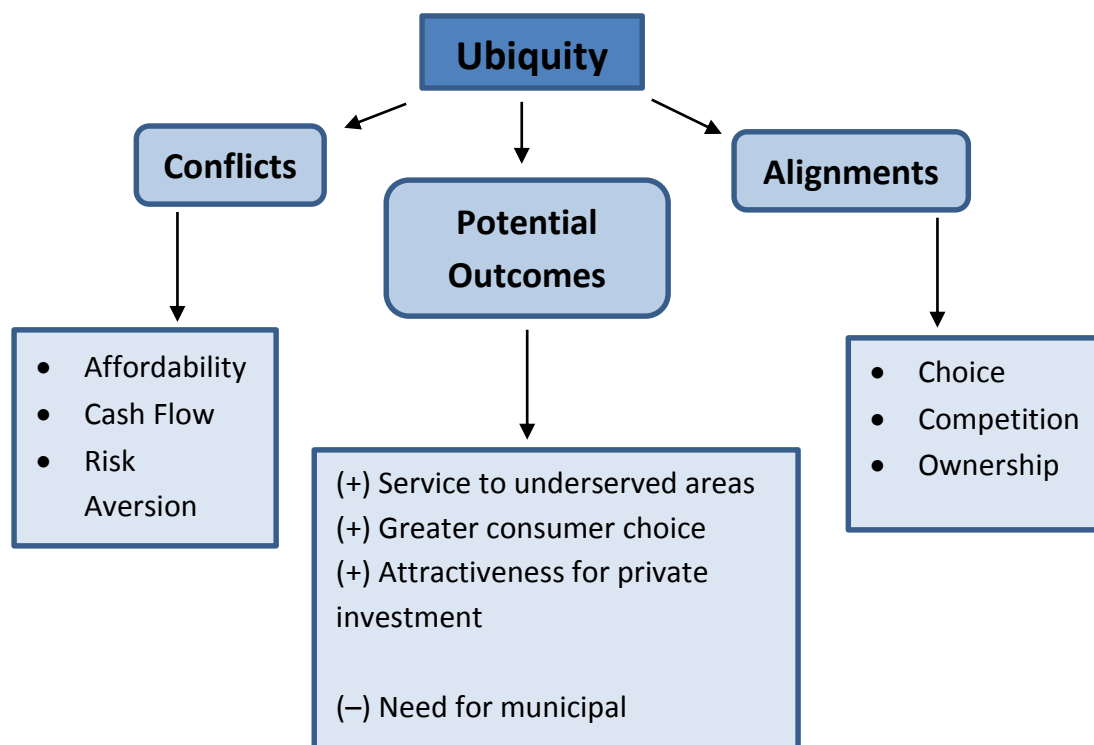 Ubiquity
Conflicts
Potential
Outcomes
Alignments
• Affordability
• Cash Flow
• Risk
Aversion
(+) Service to underserved areas
(+) Greater consumer choice
(+) Attractiveness for private
investment
(–) Need for municipal
• Choice
• Competition
• Ownership